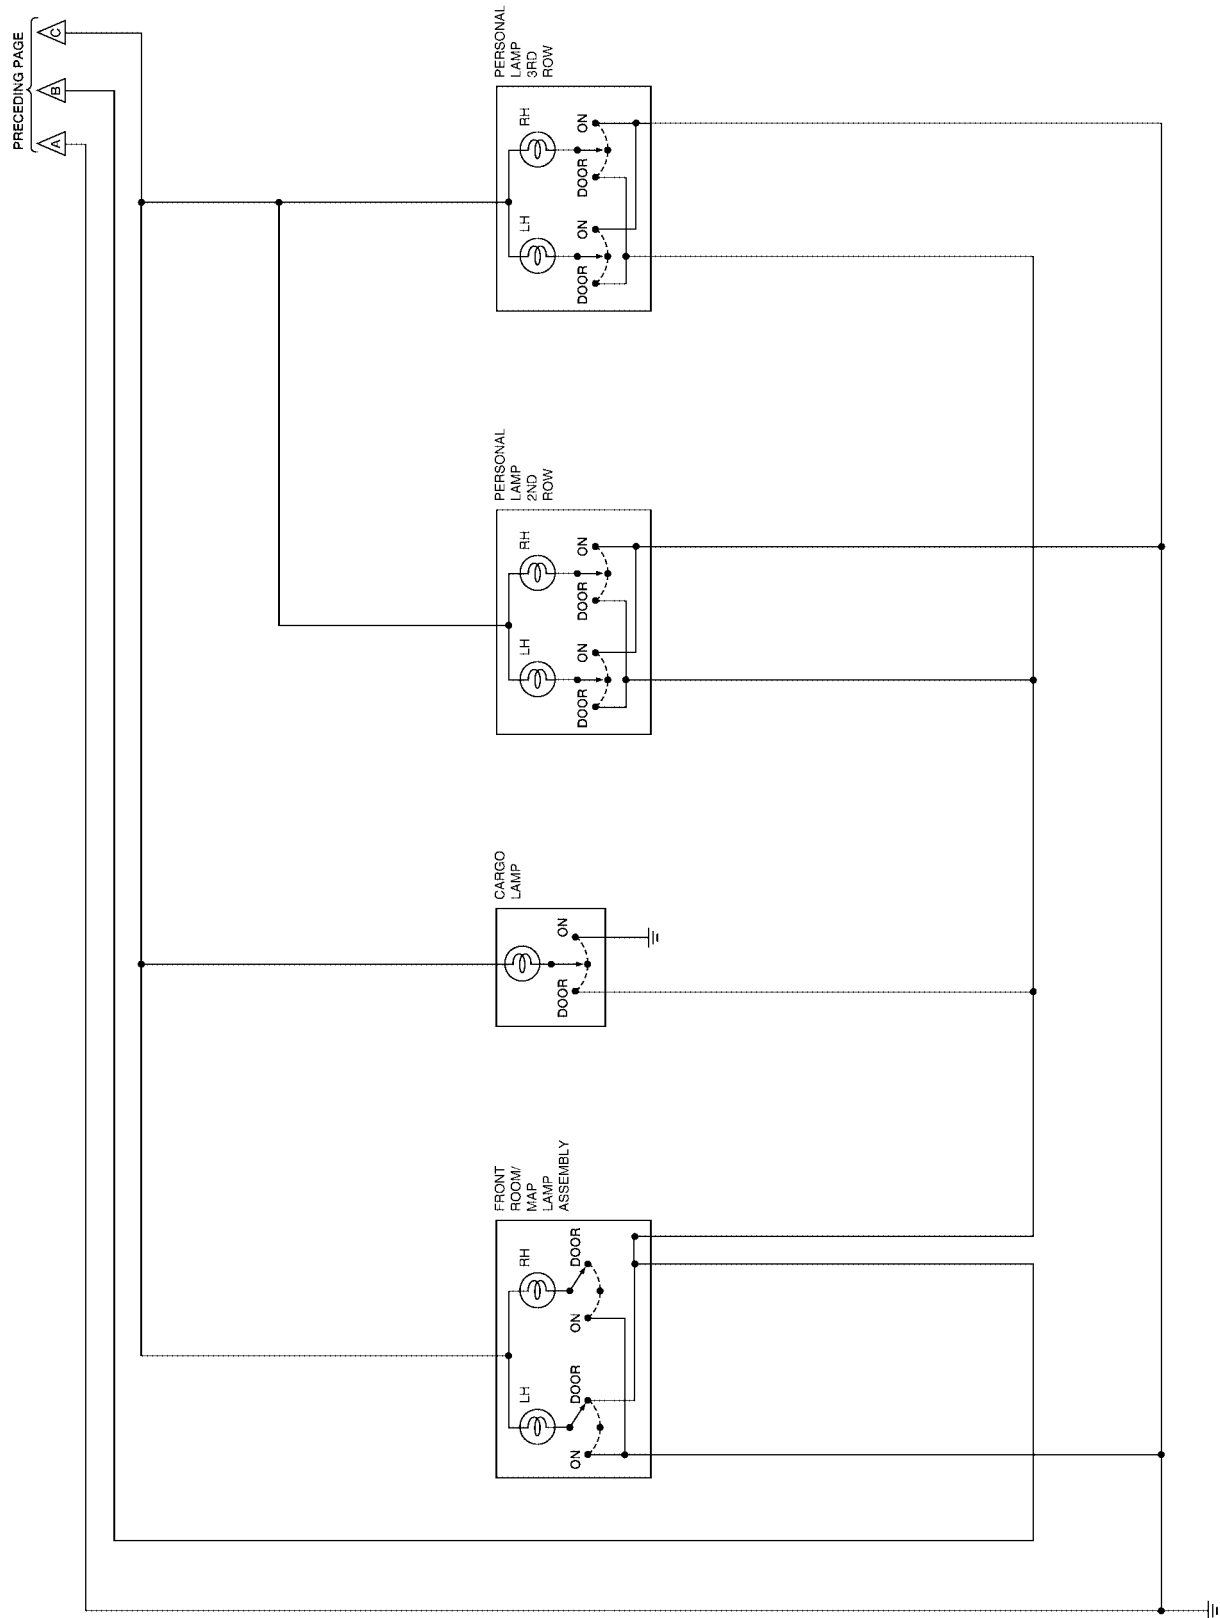 PRECEDING PAGE
A
B
C
FRONT
ROOM/
MAP
LAMP
ASSEMBLY
LH
RH
ON
DOOR
ON
DOOR
CARGO
LAMP
DOOR
ON
PERSONAL
LAMP
2ND
ROW
LH
RH
DOOR
ON
DOOR
ON
PERSONAL
LAMP
3RD
ROW
LH
RH
DOOR
ON
DOOR
ON